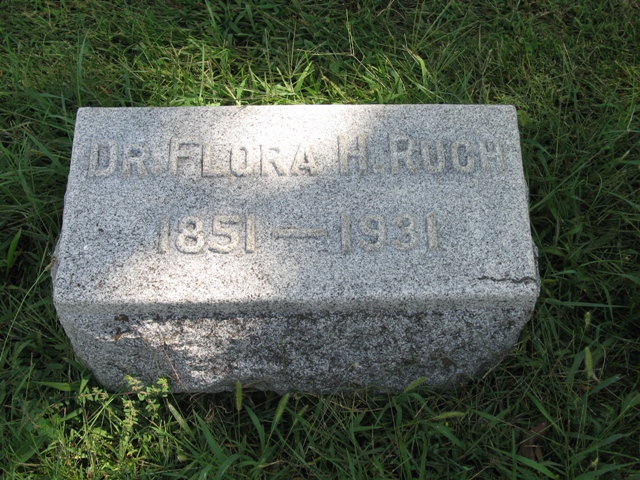 DR. FLORA H. RUCH
1851 — 1931